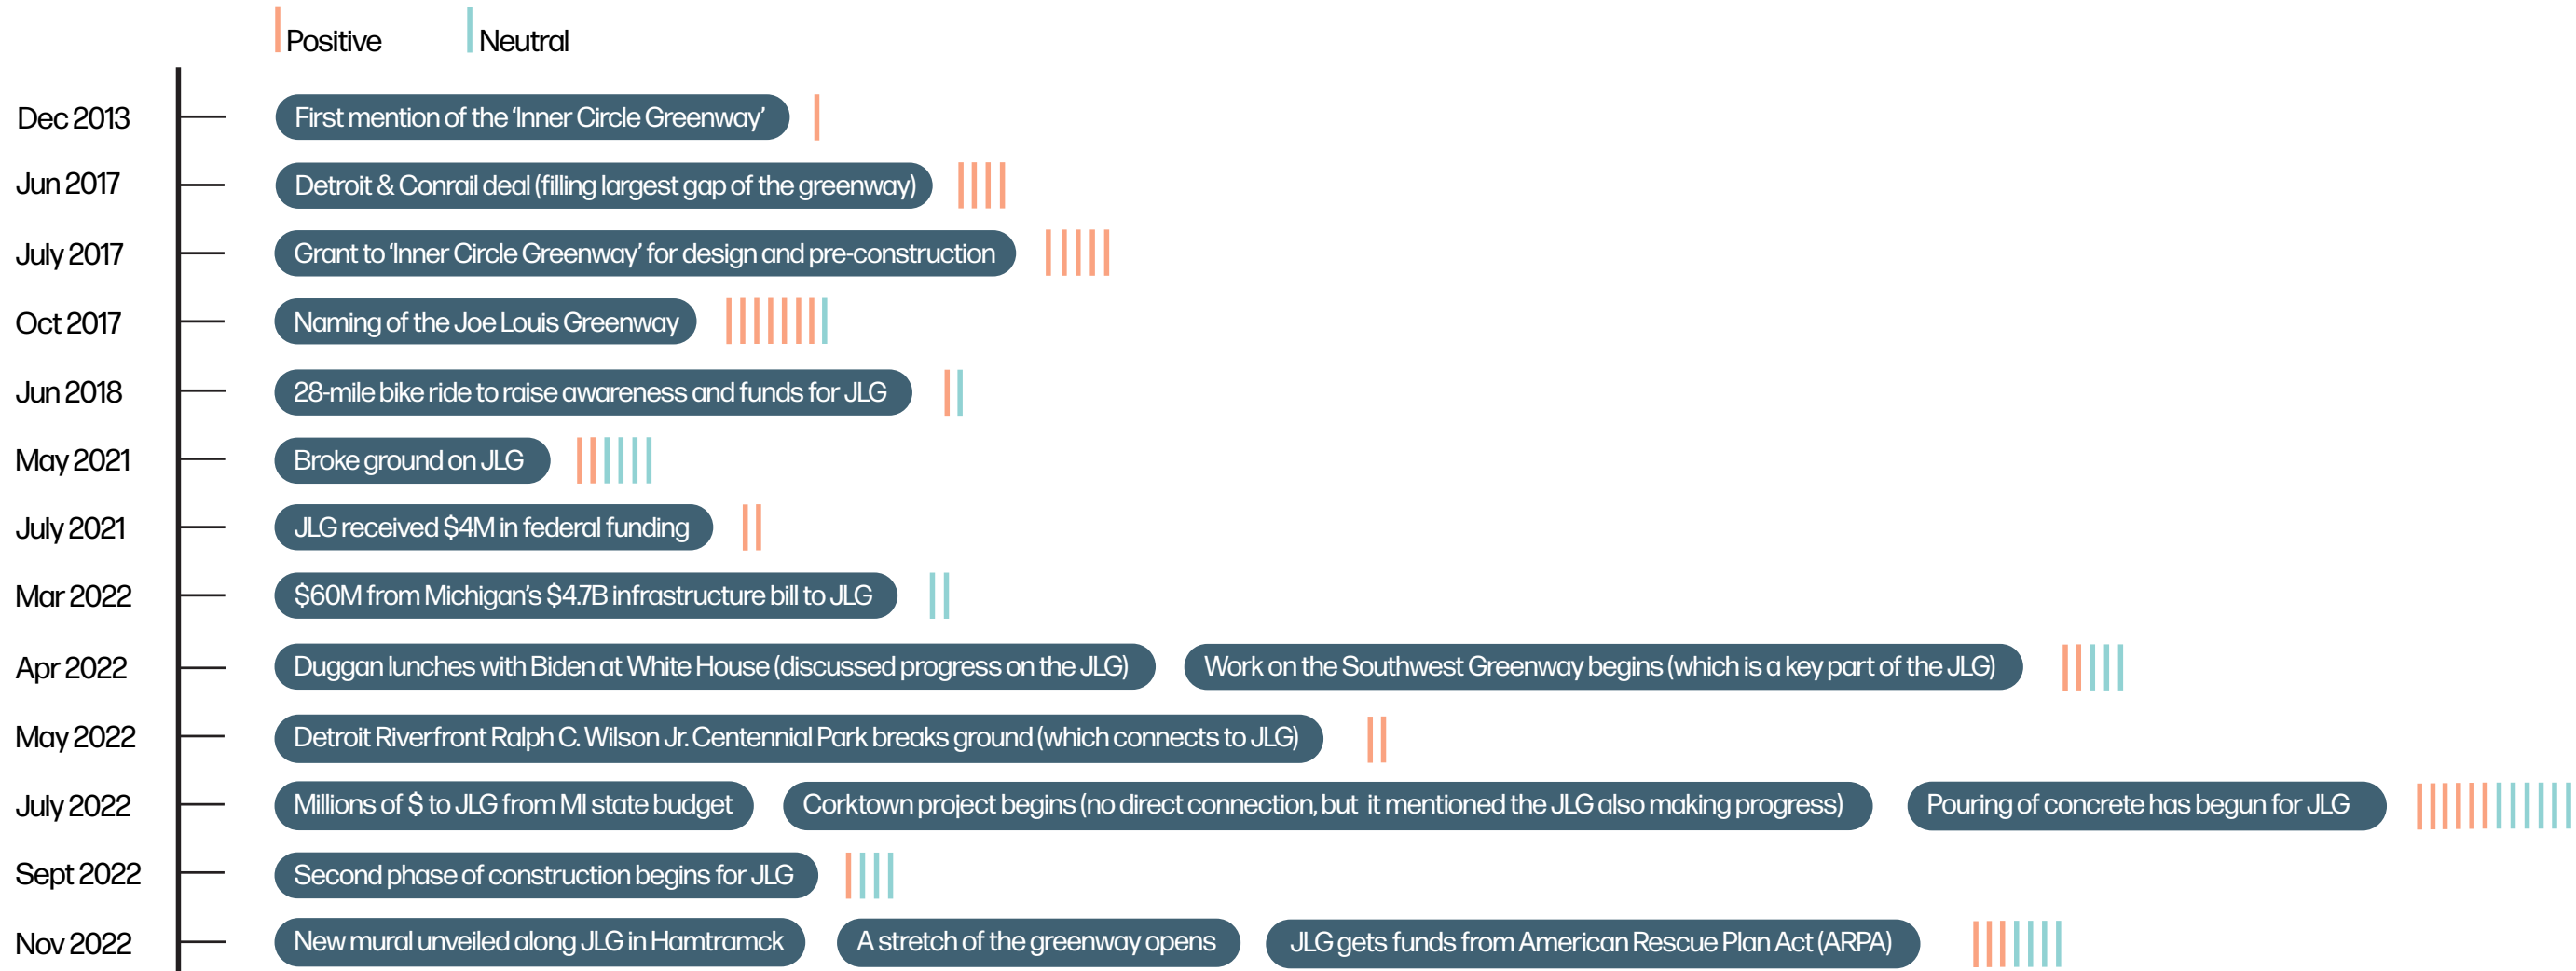 Positive Neutral
Dec 2013 First mention of the ‘Inner Circle Greenway’
Jun 2017 Detroit & Conrail deal (filling largest gap of the greenway)
July 2017 Grant to ‘Inner Circle Greenway’ for design and pre-construction
Oct 2017 Naming of the Joe Louis Greenway
Jun 2018 28-mile bike ride to raise awareness and funds for JLG
May 2021 Broke ground on JLG
July 2021 JLG received $4M in federal funding
Mar 2022 $60M from Michigan’s $4.7B infrastructure bill to JLG
Apr 2022 Duggan lunches with Biden at White House (discussed progress on the JLG) Work on the Southwest Greenway begins (which is a key part of the JLG)
May 2022 Detroit Riverfront Ralph C. Wilson Jr. Centennial Park breaks ground (which connects to JLG)
July 2022 Millions of $ to JLG from MI state budget Corktown project begins (no direct connection, but it mentioned the JLG also making progress) Pouring of concrete has begun for JLG
Sept 2022 Second phase of construction begins for JLG
Nov 2022 New mural unveiled along JLG in Hamtramck A stretch of the greenway opens JLG gets funds from American Rescue Plan Act (ARPA)